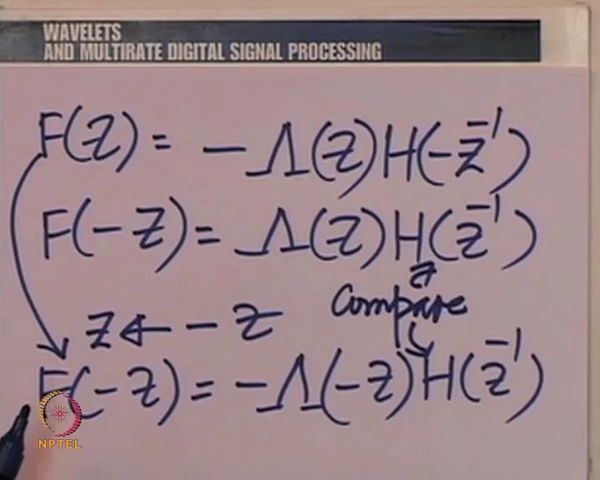 WAVELETS
AND MULTIRATE DIGITAL SIGNAL PROCESSING
F(Z) = -Λ(Z)H(-Z⁻¹)
F(-Z) = Λ(Z)H(Z⁻¹)
Compare
Z ← -Z
F(-Z) = -Λ(-Z)H(Z⁻¹)
NPTEL